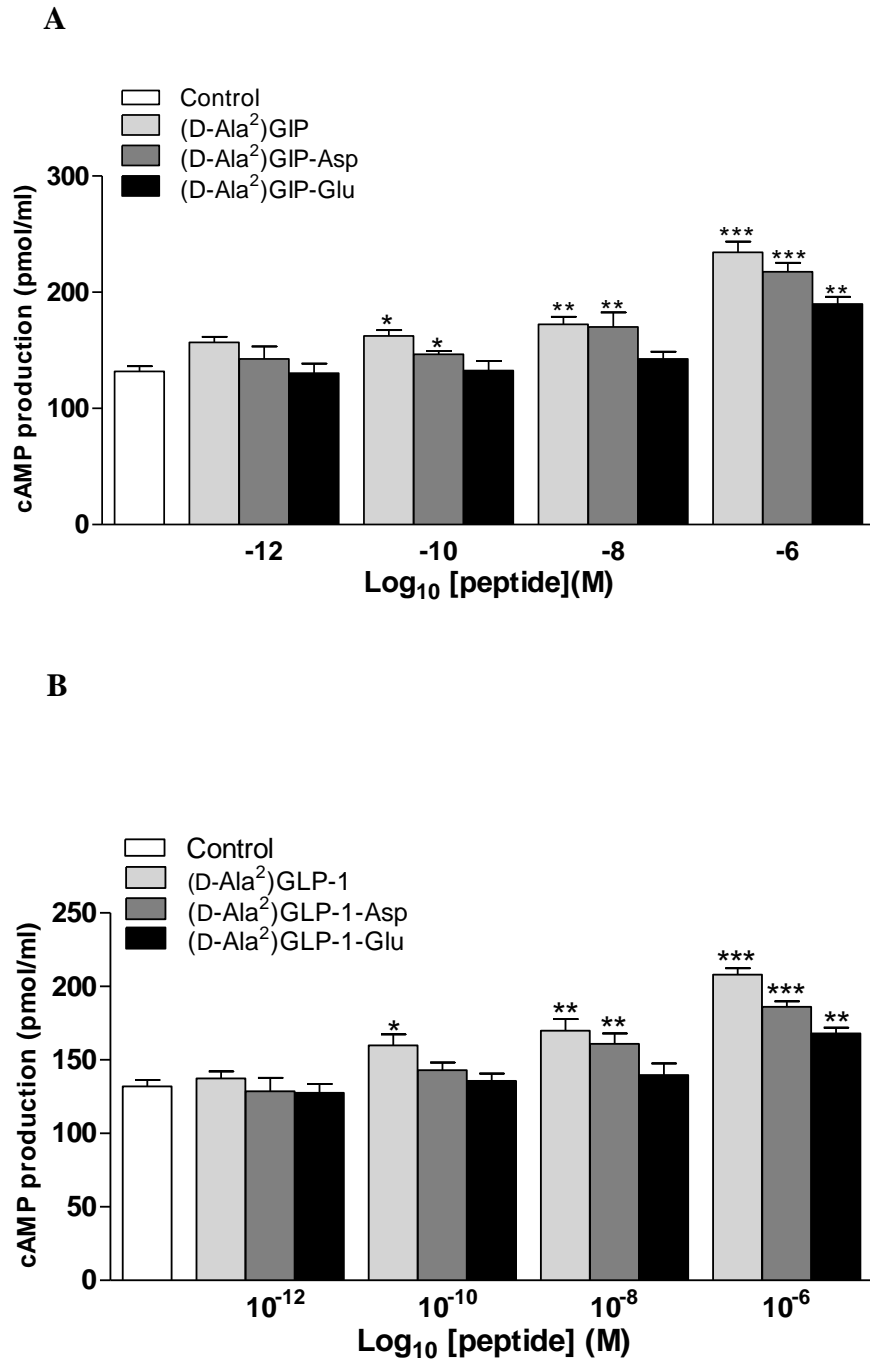 A
Control
(D-Ala²)GIP
(D-Ala²)GIP-Asp
(D-Ala²)GIP-Glu
cAMP production (pmol/ml)
300
200
100
0
* * ** ** *** *** **
-12 -10 -8 -6
Log₁₀ [peptide](M)
B
Control
(D-Ala²)GLP-1
(D-Ala²)GLP-1-Asp
(D-Ala²)GLP-1-Glu
cAMP production (pmol/ml)
250
200
150
100
50
0
* ** ** *** *** **
10⁻¹² 10⁻¹⁰ 10⁻⁸ 10⁻⁶
Log₁₀ [peptide] (M)